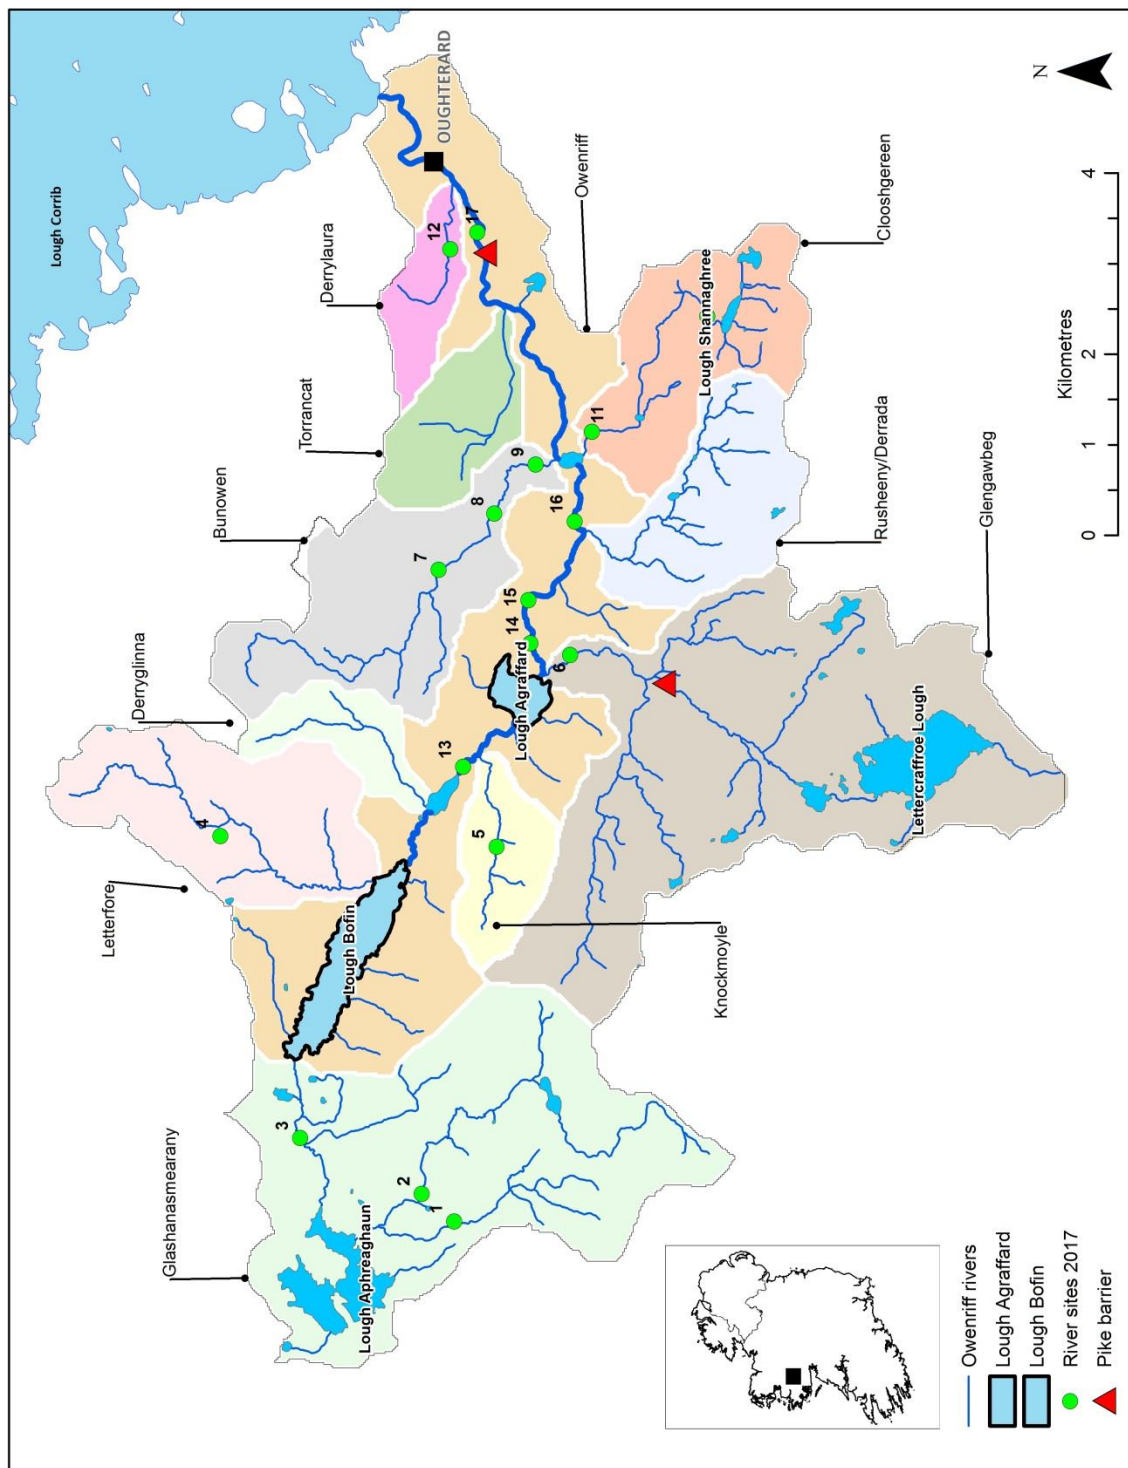 Lough Corrib
OUGHTERARD
N
Derrylaura
Torrancat
Bunowen
Derryglinna
Letterfore
Glashanasmearany
Owenriff
Clooshgereen
Rusheeny/Derrada
Glengawbeg
Knockmoyle
Lough Shannaghree
Lough Agraffard
Lough Bofin
Lough Aphreaghaun
Lettercraffroe Lough
1
2
3
4
5
6
7
8
9
11
12
13
14
15
16
17
0 1 2 4
Kilometres
Owenriff rivers
Lough Agraffard
Lough Bofin
River sites 2017
Pike barrier